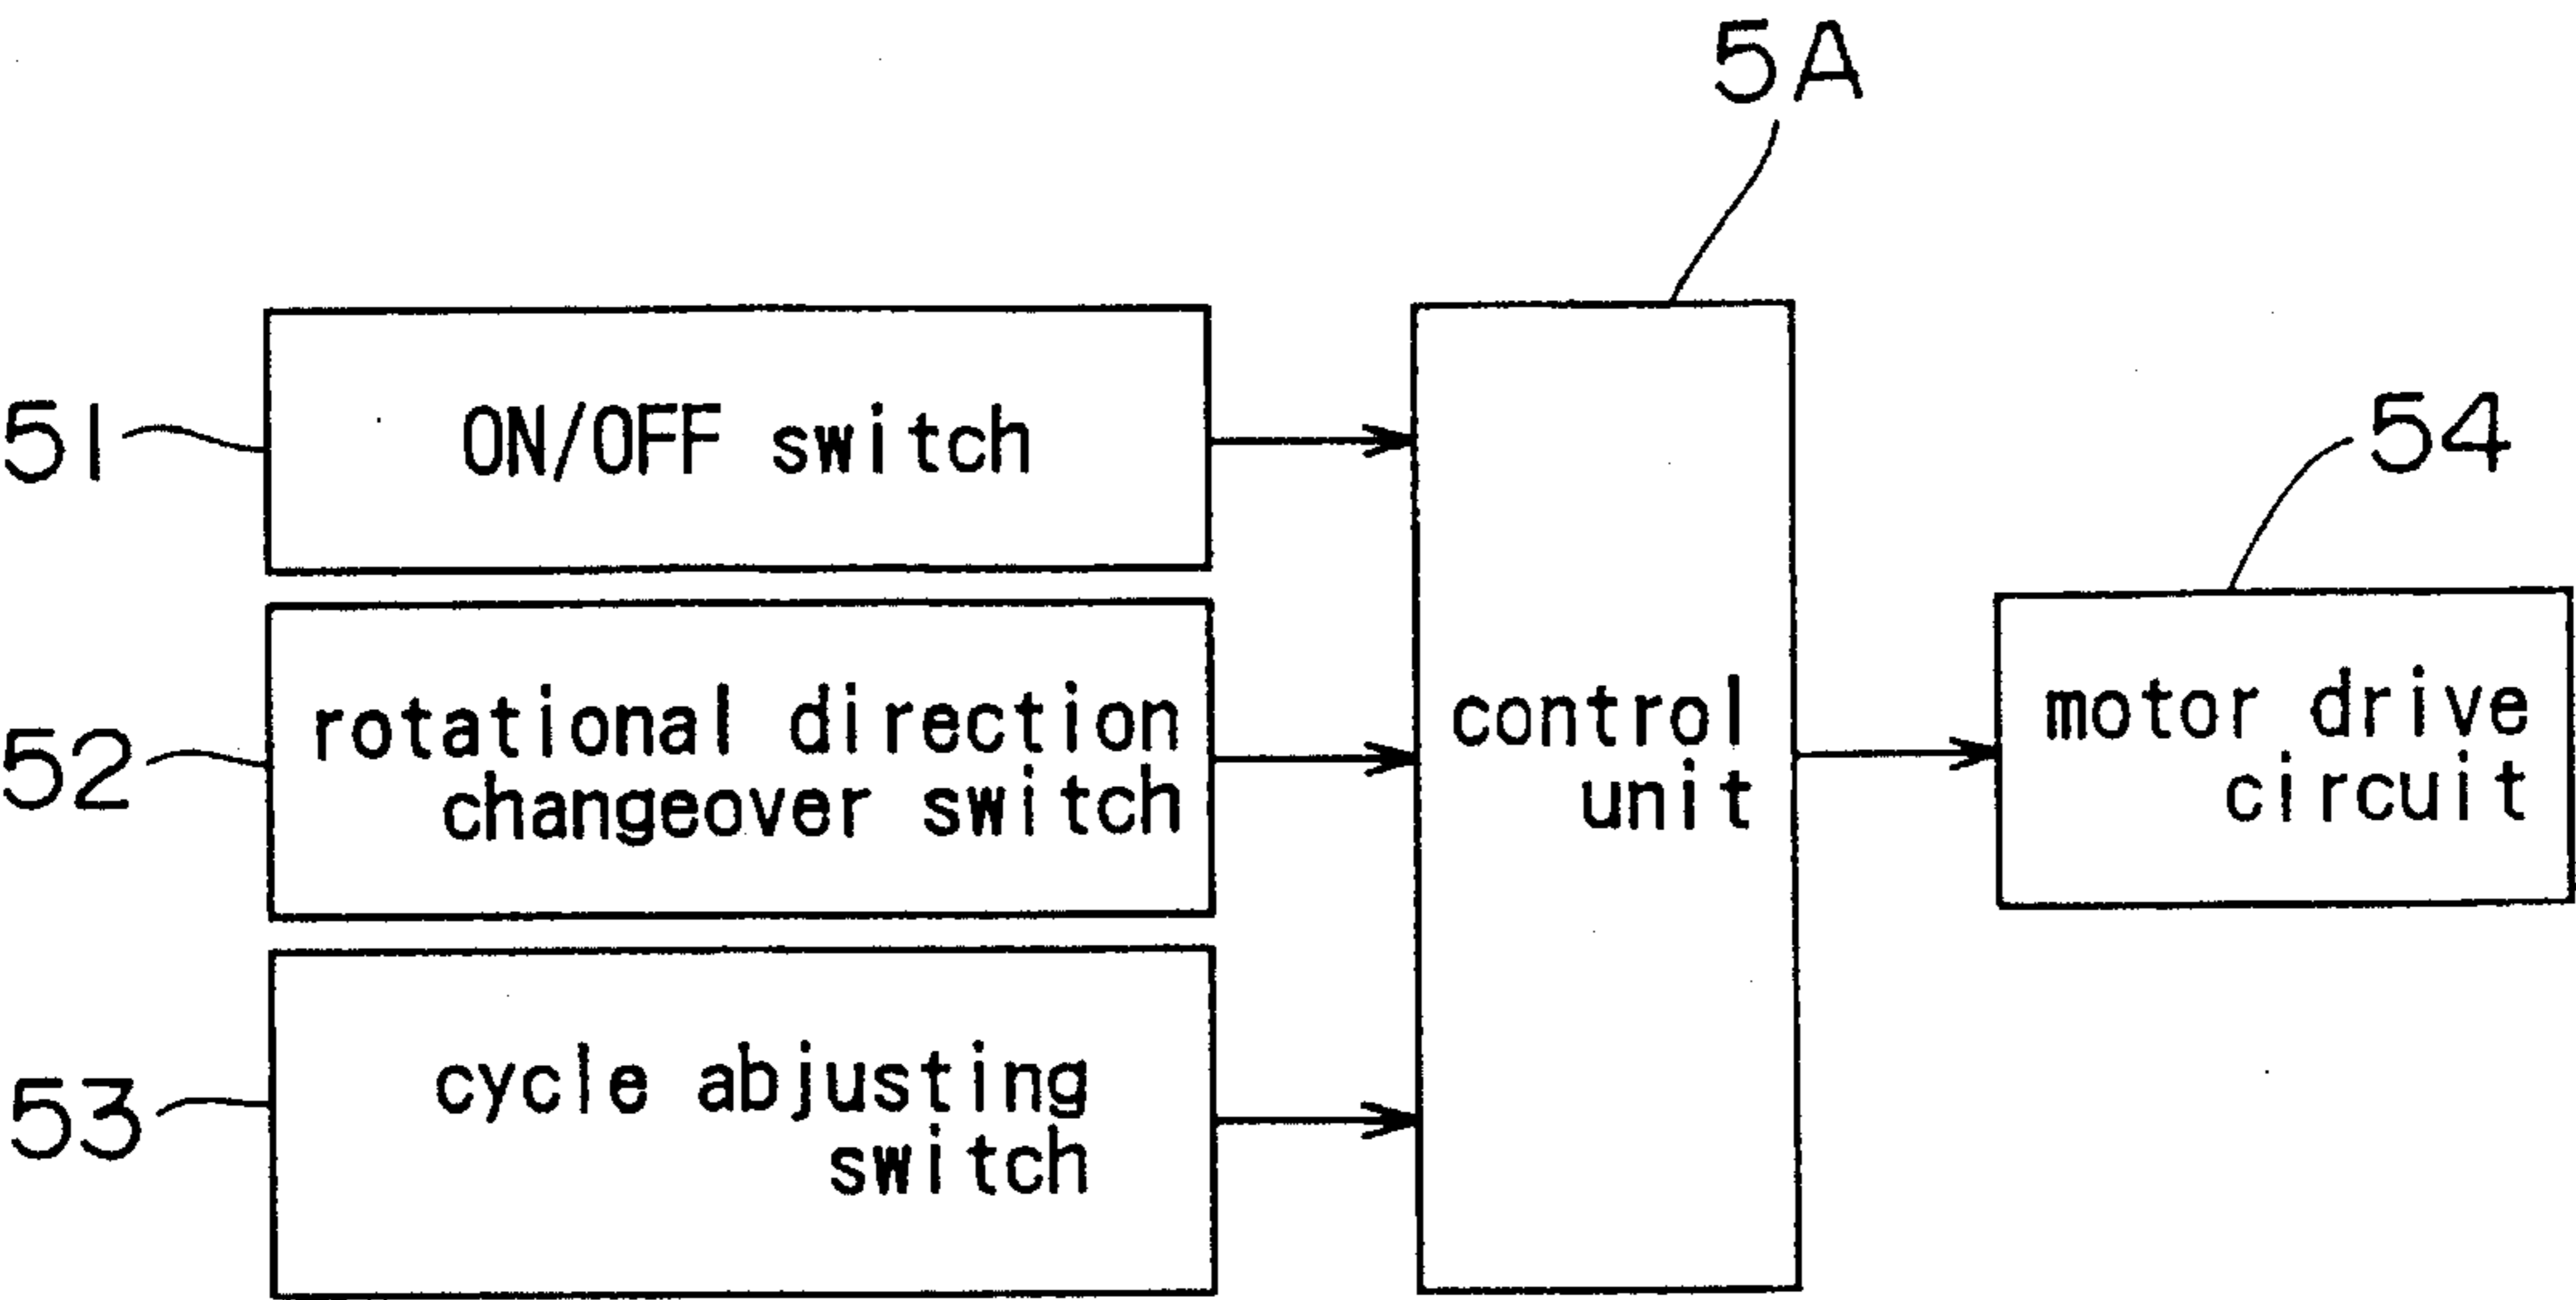 5A
51
ON/OFF switch
54
52
rotational direction
changeover switch
control
unit
motor drive
circuit
53
cycle abjusting
switch